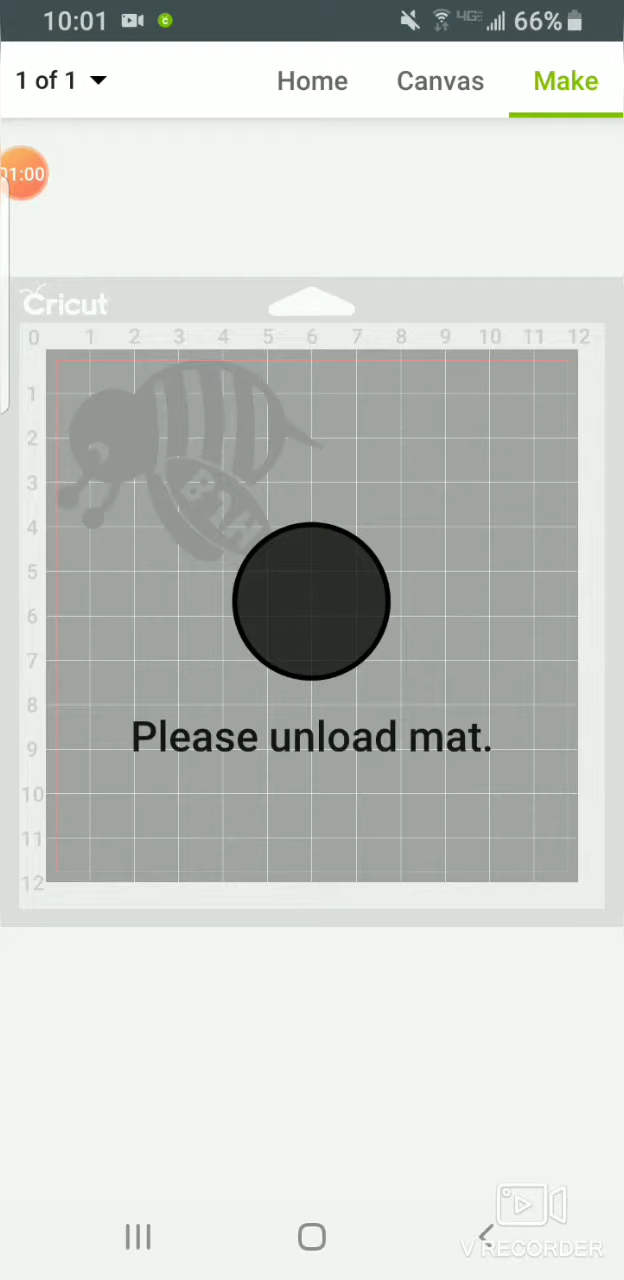 10:01 4GE 66%
1 of 1 Home Canvas Make
01:00
Cricut
0 1 2 3 4 5 6 7 8 9 10 11 12
1
2
3
4
5
6
7
8
9
10
11
12
Please unload mat.
V RECORDER